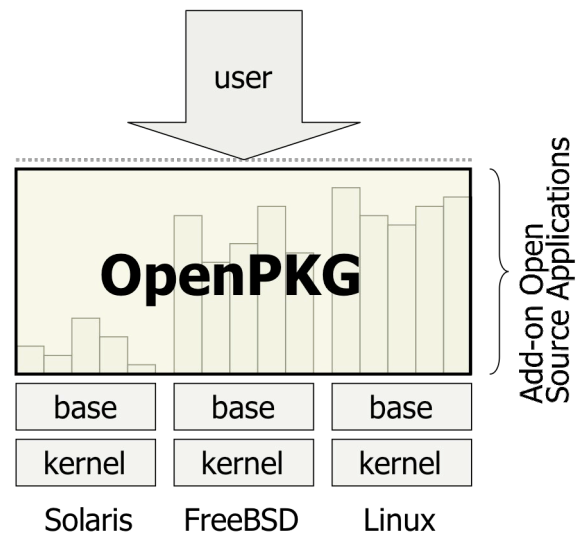 user
OpenPKG
Add-on Open
Source Applications
base base base
kernel kernel kernel
Solaris FreeBSD Linux